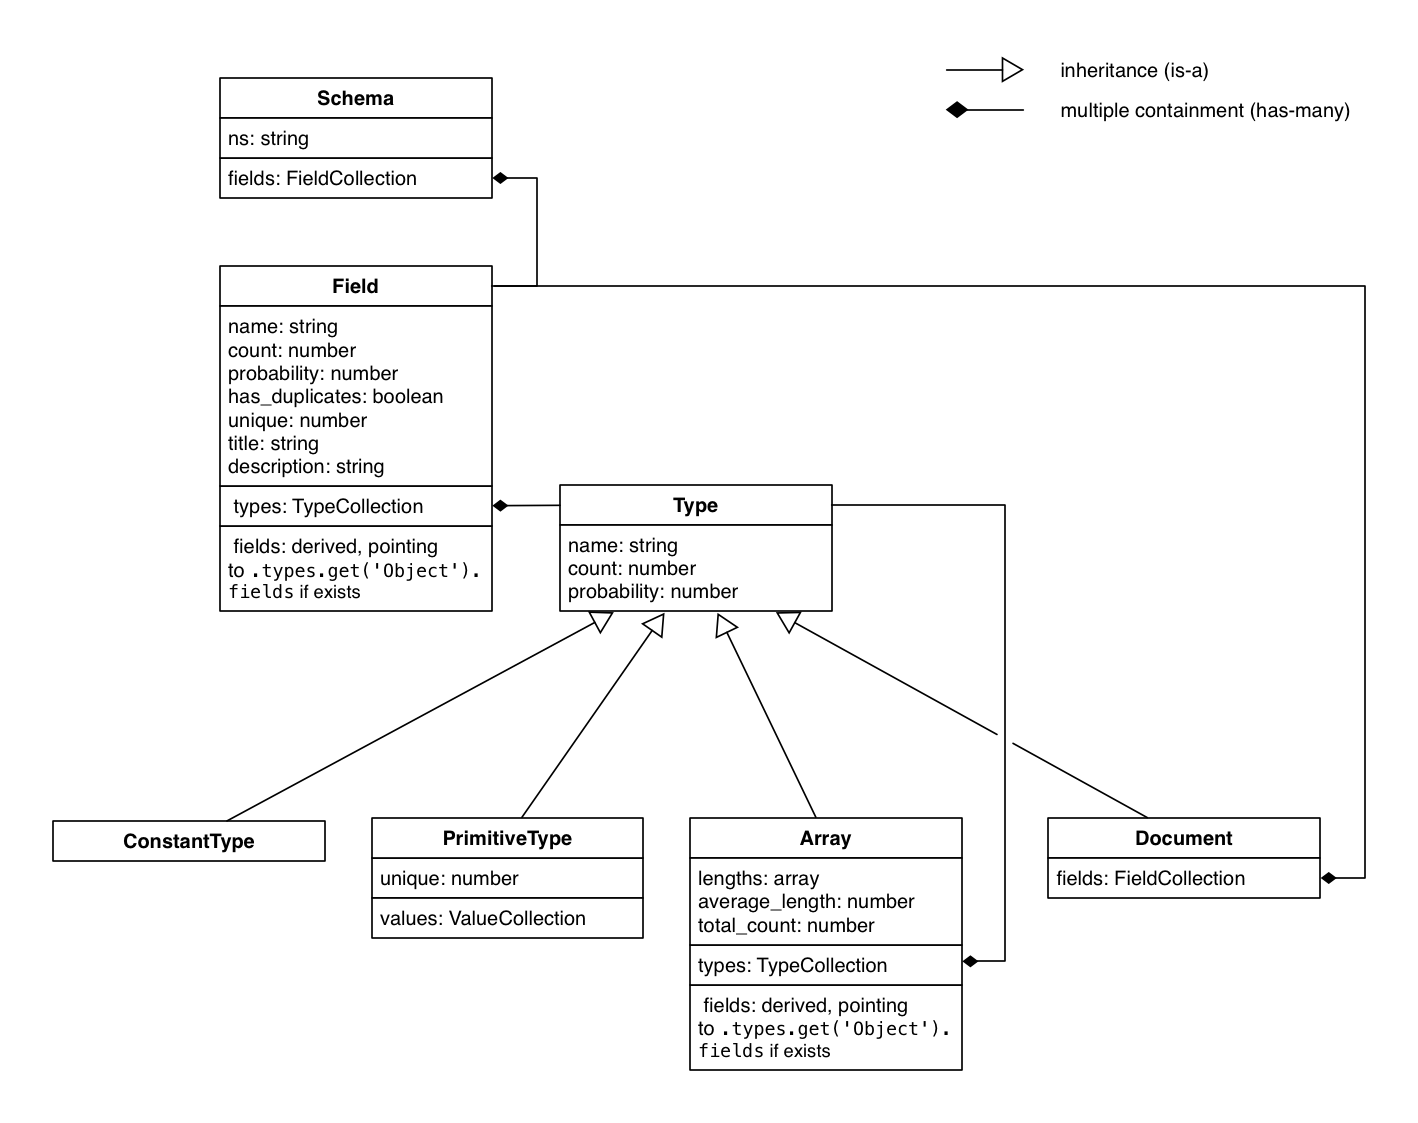 inheritance (is-a)
multiple containment (has-many)
Schema
ns: string
fields: FieldCollection
Field
name: string
count: number
probability: number
has_duplicates: boolean
unique: number
title: string
description: string
types: TypeCollection
fields: derived, pointing
to .types.get('Object').
fields if exists
Type
name: string
count: number
probability: number
ConstantType
PrimitiveType
unique: number
values: ValueCollection
Array
lengths: array
average_length: number
total_count: number
types: TypeCollection
fields: derived, pointing
to .types.get('Object').
fields if exists
Document
fields: FieldCollection